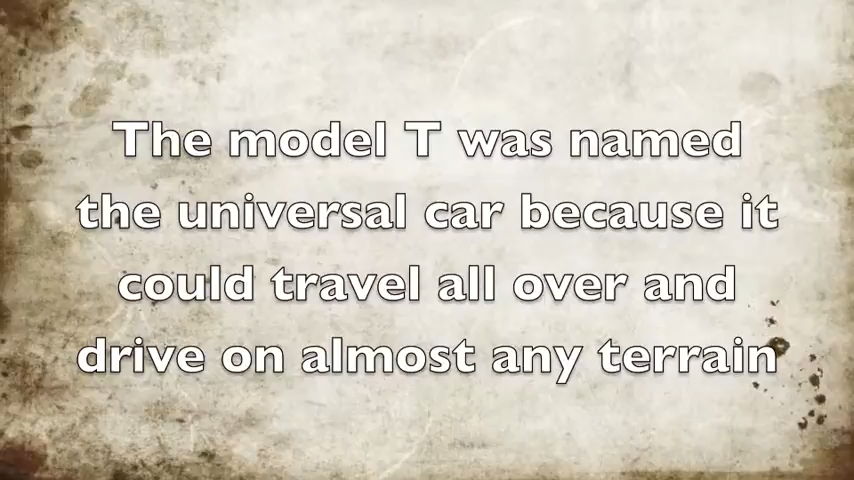 The model T was named
the universal car because it
could travel all over and
drive on almost any terrain